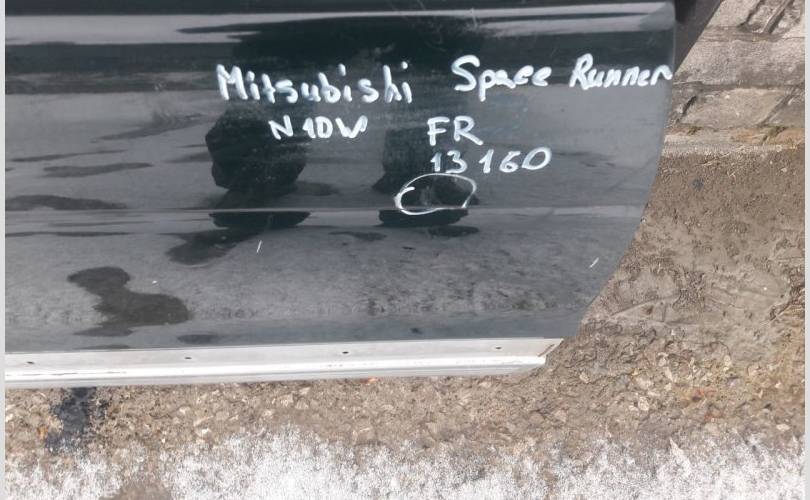 Mitsubishi Space Runner
N10W FR
13160